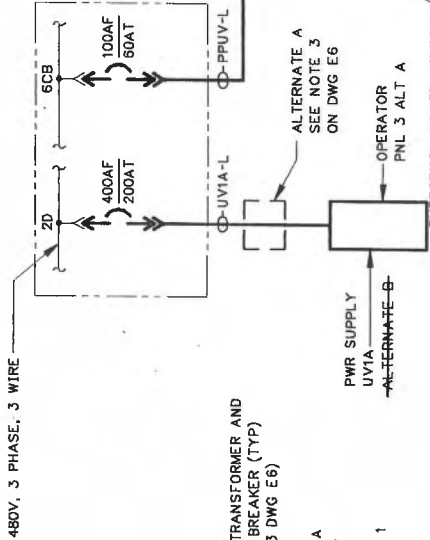 480V, 3 PHASE, 3 WIRE
2D
6CB
400AF
200AT
100AF
60AT
UV1A-L
PPUV-L
ALTERNATE A
SEE NOTE 3
ON DWG E6
TRANSFORMER AND
BREAKER (TYP)
3 DWG E6)
A
1
PWR SUPPLY
UV1A
ALTERNATE B
OPERATOR
PNL 3 ALT A